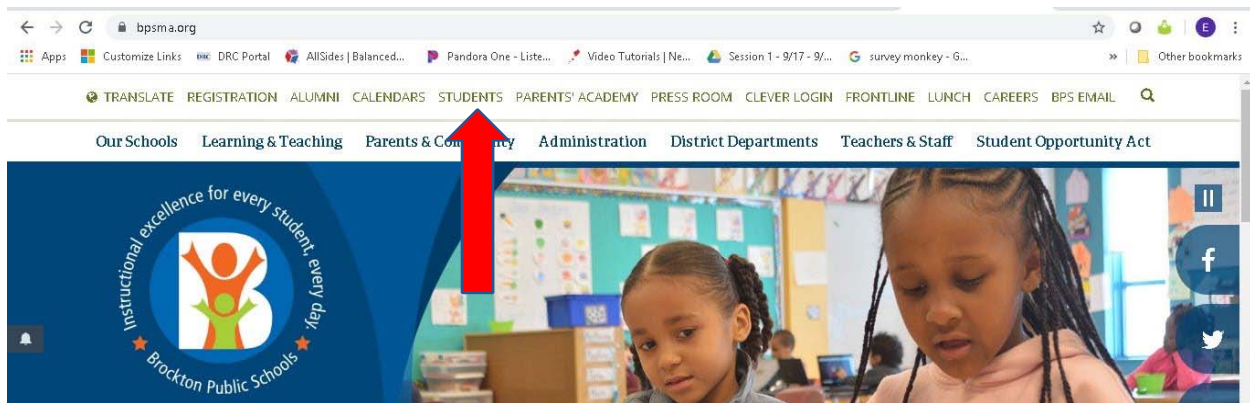 bpsma.org
E
Apps Customize Links DRC DRC Portal AllSides | Balanced... Pandora One - Liste... Video Tutorials | Ne... Session 1 - 9/17 - 9/... G survey monkey - G... » Other bookmarks
TRANSLATE REGISTRATION ALUMNI CALENDARS STUDENTS PARENTS' ACADEMY PRESS ROOM CLEVER LOGIN FRONTLINE LUNCH CAREERS BPS EMAIL
Our Schools Learning & Teaching Parents & Community Administration District Departments Teachers & Staff Student Opportunity Act
Instructional excellence for every student, every day.
B
Brockton Public Schools